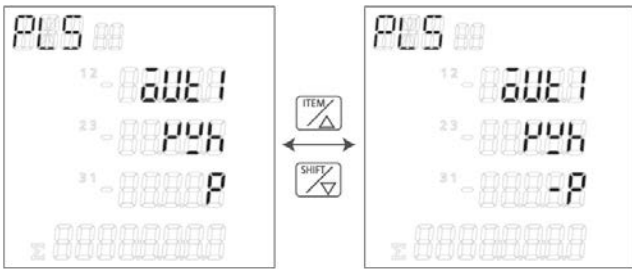 PLS
12 OUt1
23 kWh
31 P
Σ
ITEM/△
SHIFT/▽
PLS
12 OUt1
23 kWh
31 -P
Σ